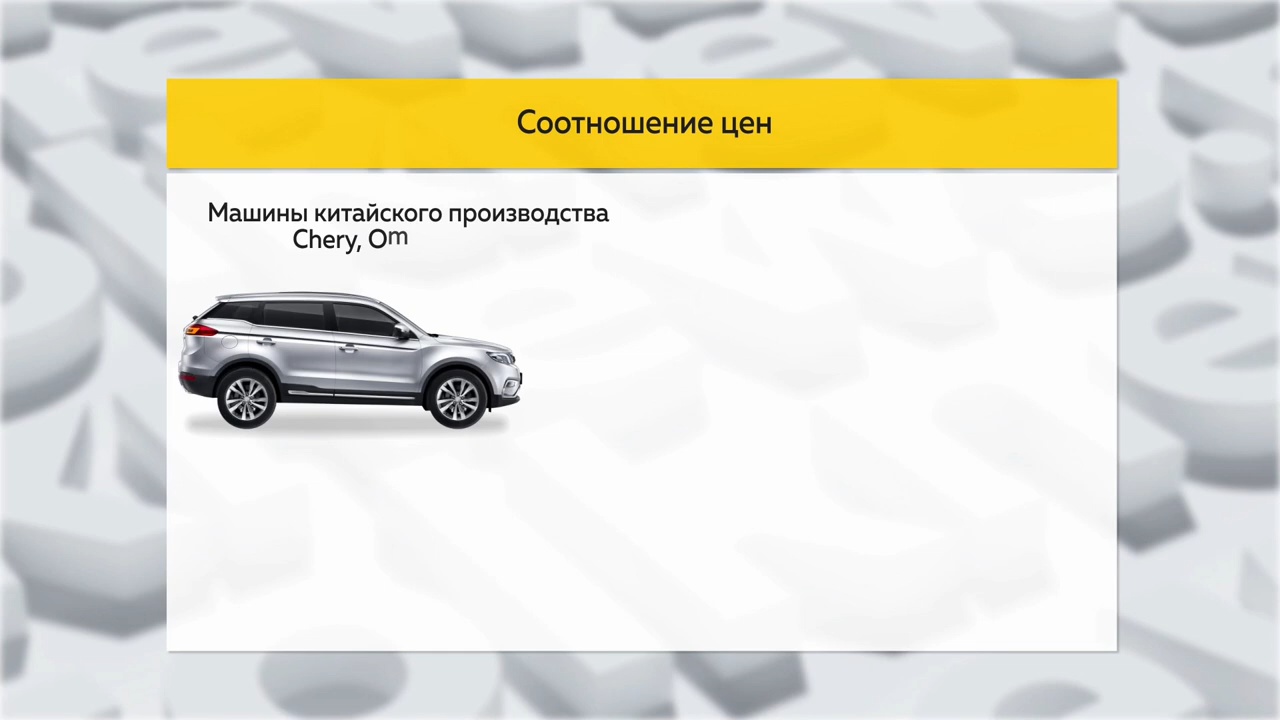 Соотношение цен
Машины китайского производства
Chery, Om